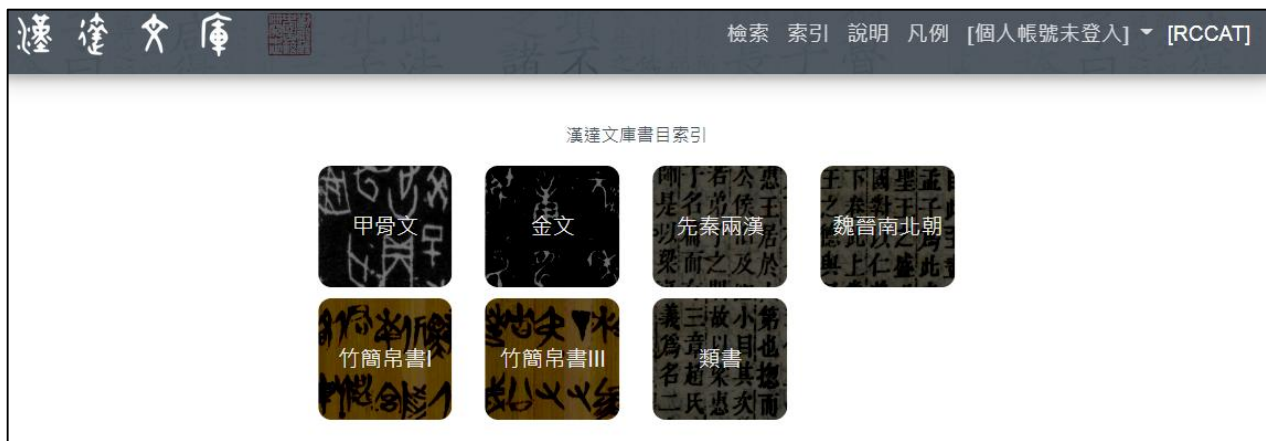 漢達文庫
檢索 索引 說明 凡例 [個人帳號未登入] [RCCAT]
漢達文庫書目索引
甲骨文 金文 先秦兩漢 魏晉南北朝
竹簡帛書I 竹簡帛書III 類書